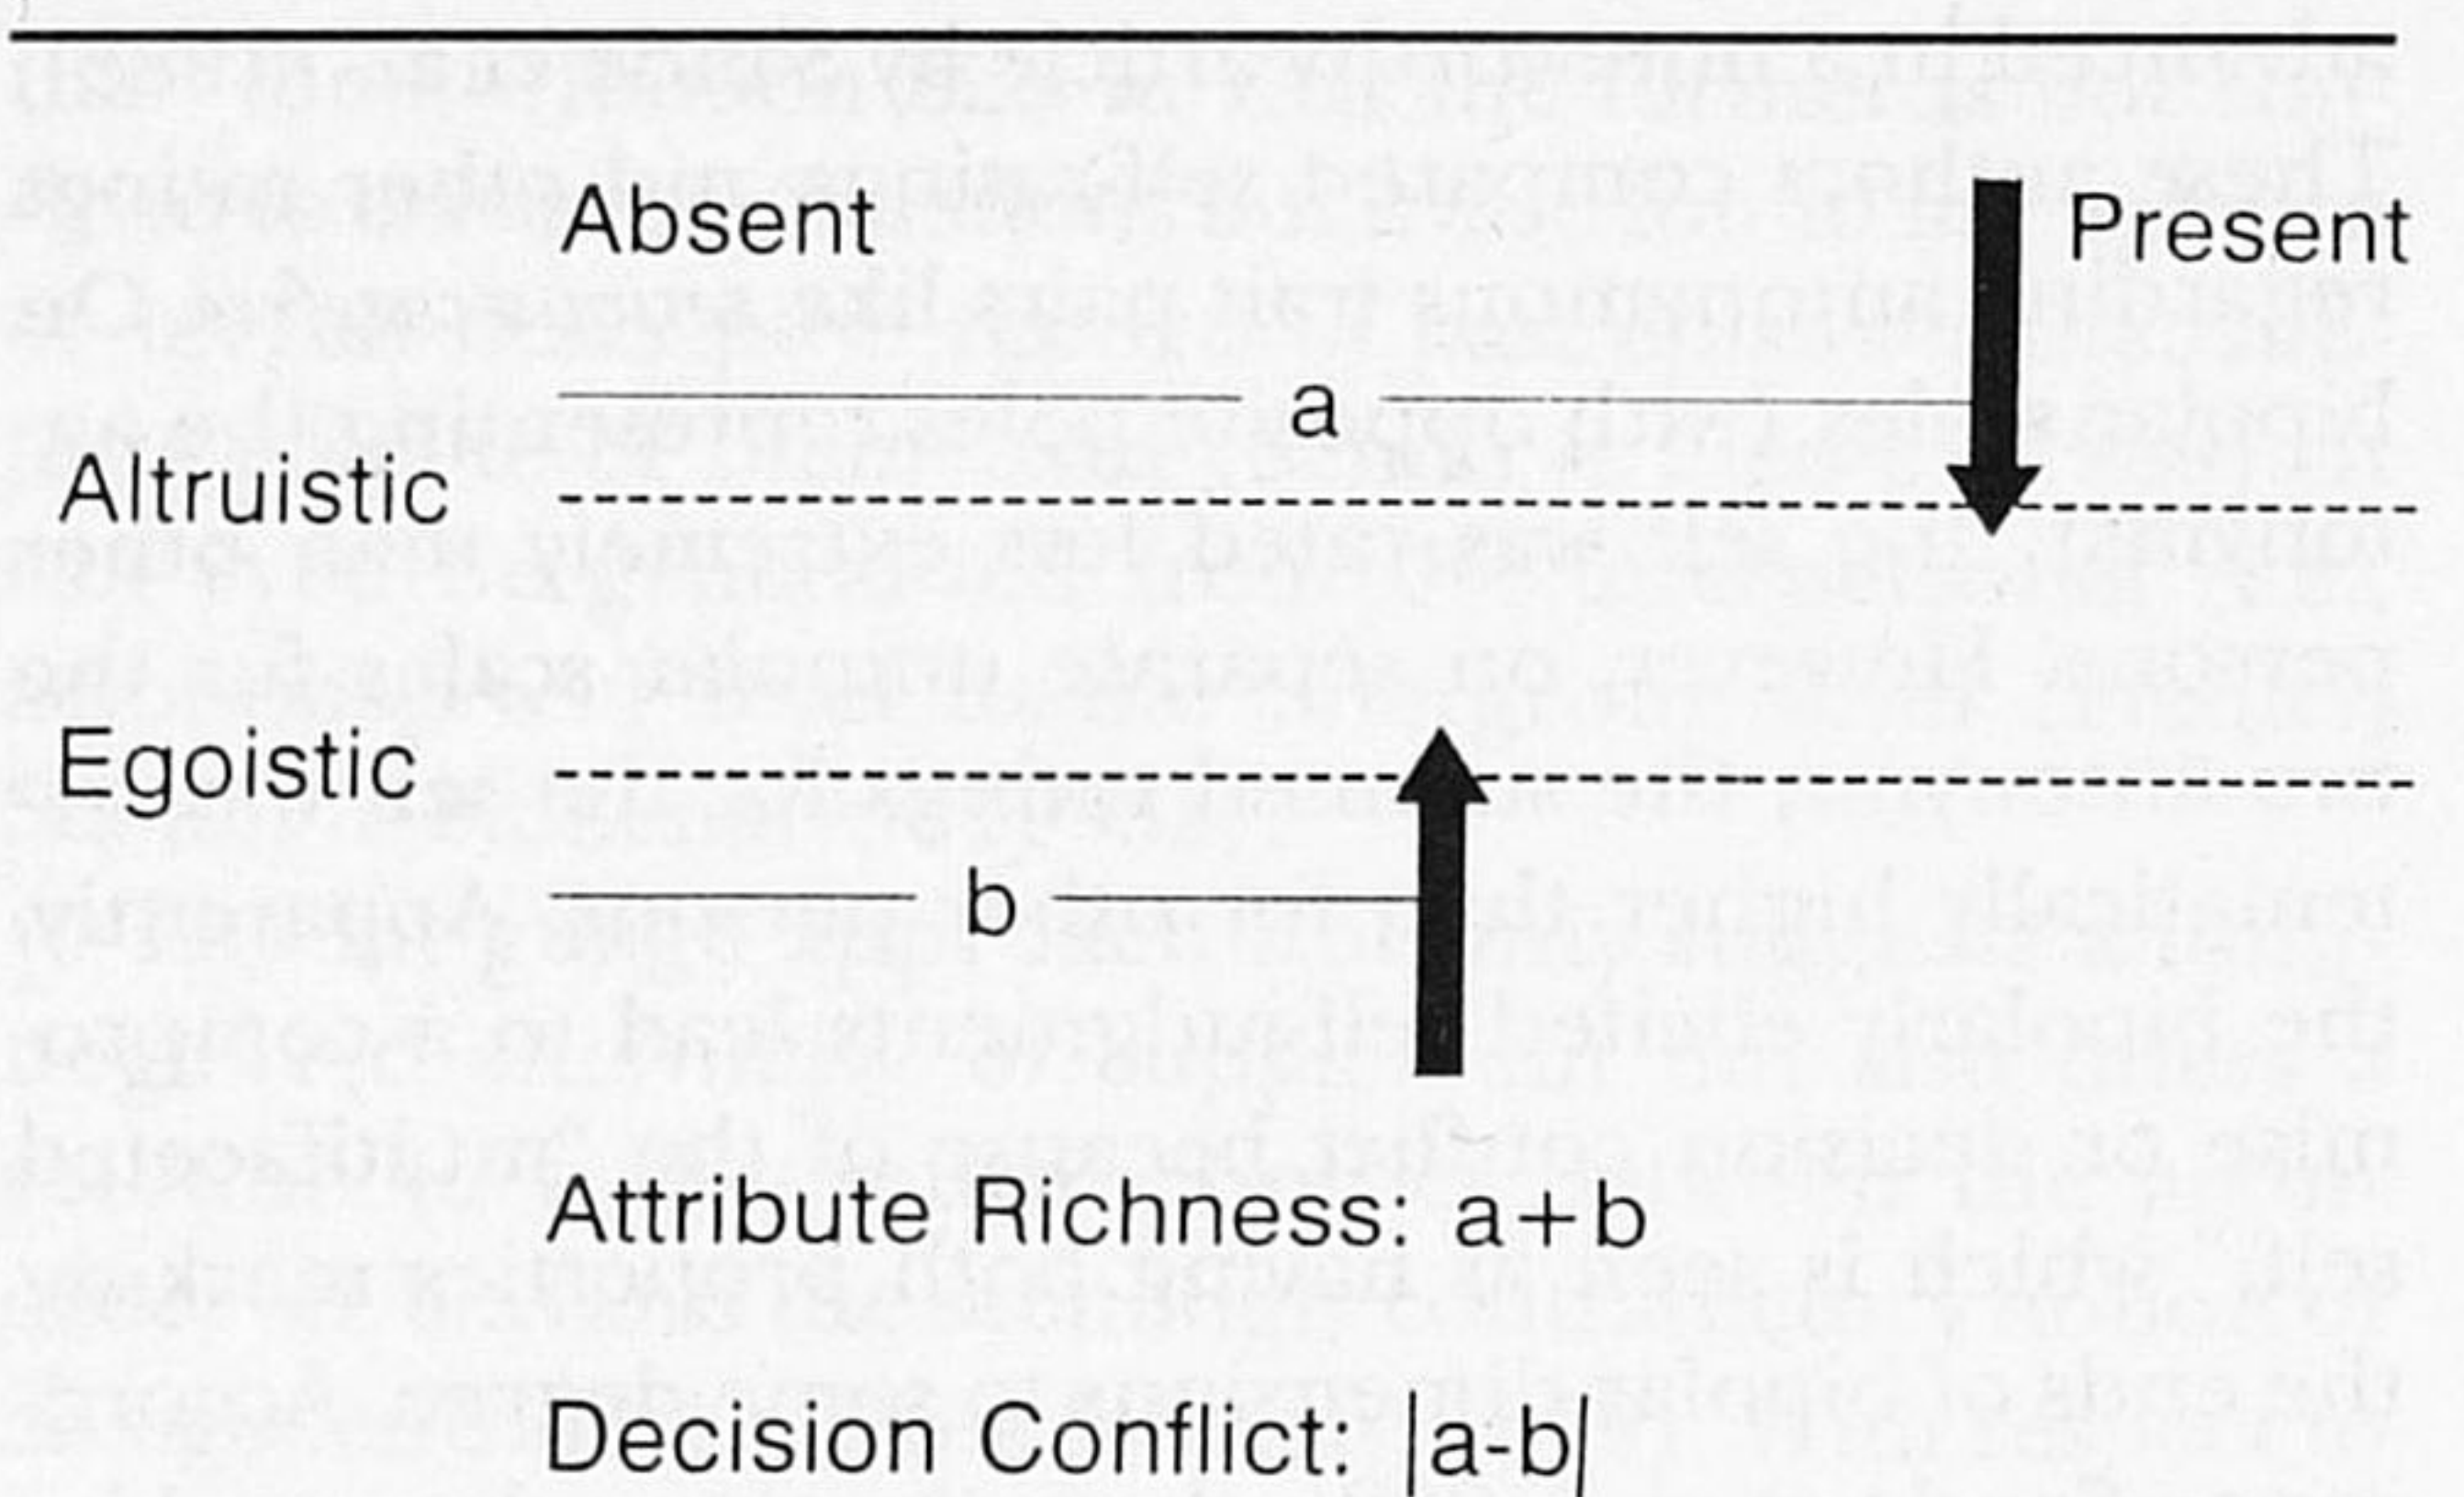 Absent Present
a
Altruistic
Egoistic
b
Attribute Richness: a+b
Decision Conflict: |a-b|